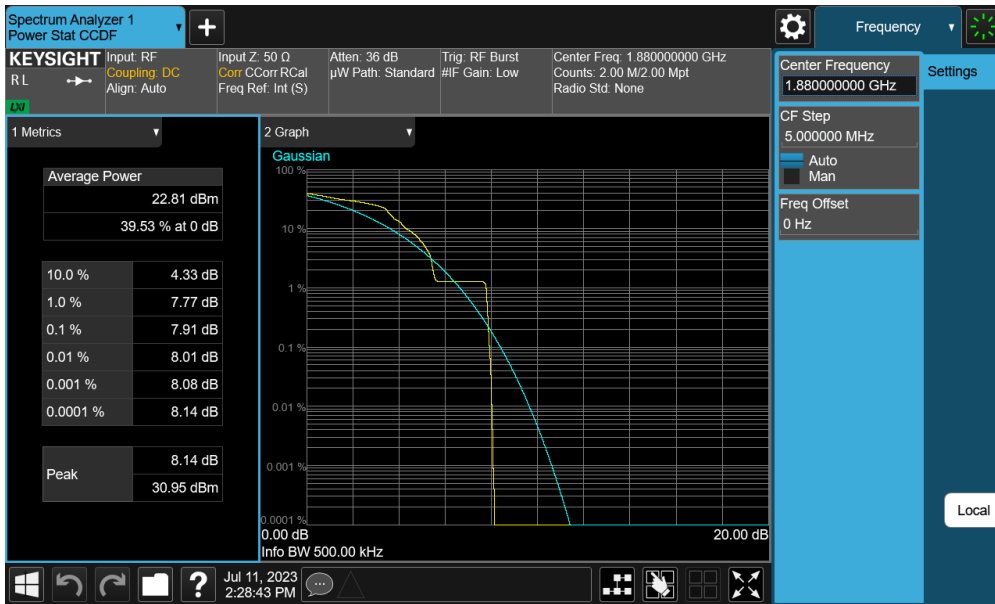 Spectrum Analyzer 1
Power Stat CCDF
Frequency
KEYSIGHT
R L
LXI
Input: RF
Coupling: DC
Align: Auto
Input Z: 50 Ω
Corr CCorr RCal
Freq Ref: Int (S)
Atten: 36 dB
µW Path: Standard
Trig: RF Burst
#IF Gain: Low
Center Freq: 1.880000000 GHz
Counts: 2.00 M/2.00 Mpt
Radio Std: None
Center Frequency
1.880000000 GHz
Settings
CF Step
5.000000 MHz
Auto
Man
Freq Offset
0 Hz
Local
1 Metrics
Average Power
22.81 dBm
39.53 % at 0 dB
10.0 % 4.33 dB
1.0 % 7.77 dB
0.1 % 7.91 dB
0.01 % 8.01 dB
0.001 % 8.08 dB
0.0001 % 8.14 dB
Peak
8.14 dB
30.95 dBm
2 Graph
Gaussian
100 %
10 %
1 %
0.1 %
0.01 %
0.001 %
0.0001 %
0.00 dB 20.00 dB
Info BW 500.00 kHz
Jul 11, 2023
2:28:43 PM